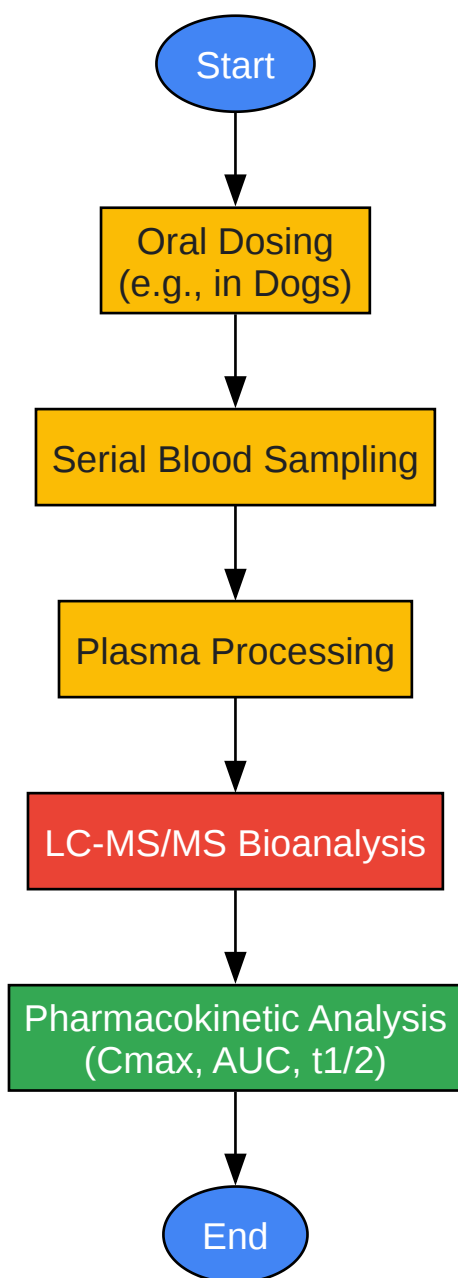 Start
Oral Dosing
(e.g., in Dogs)
Serial Blood Sampling
Plasma Processing
LC-MS/MS Bioanalysis
Pharmacokinetic Analysis
(Cmax, AUC, t1/2)
End